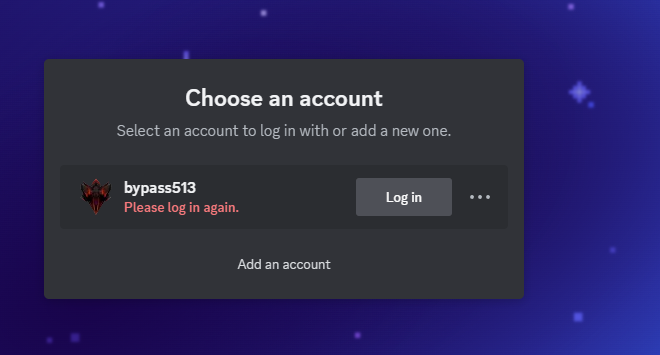 Choose an account
Select an account to log in with or add a new one.
bypass513
Please log in again.
Log in
Add an account